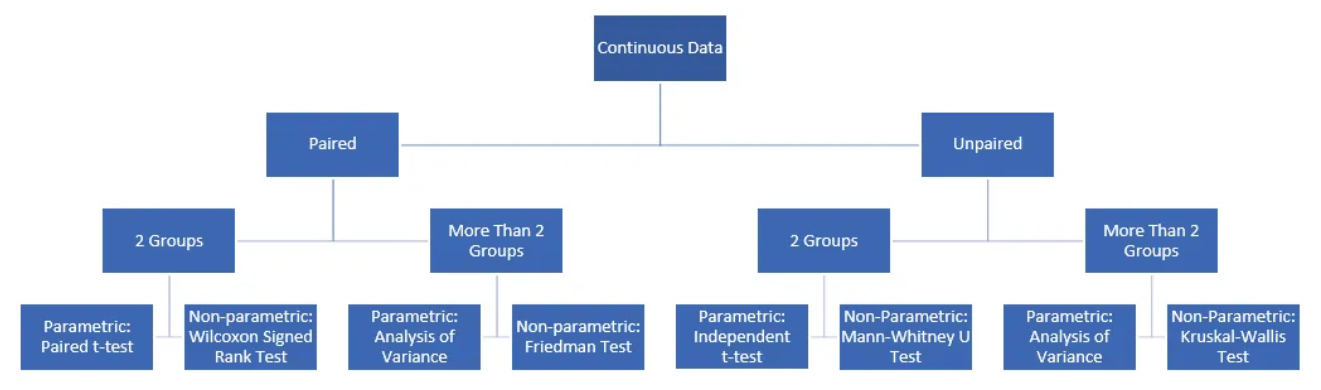 Continuous Data
Paired
Unpaired
2 Groups
More Than 2
Groups
2 Groups
More Than 2
Groups
Parametric:
Paired t-test
Non-parametric:
Wilcoxon Signed
Rank Test
Parametric:
Analysis of
Variance
Non-parametric:
Friedman Test
Parametric:
Independent
t-test
Non-Parametric:
Mann-Whitney U
Test
Parametric:
Analysis of
Variance
Non-Parametric:
Kruskal-Wallis
Test